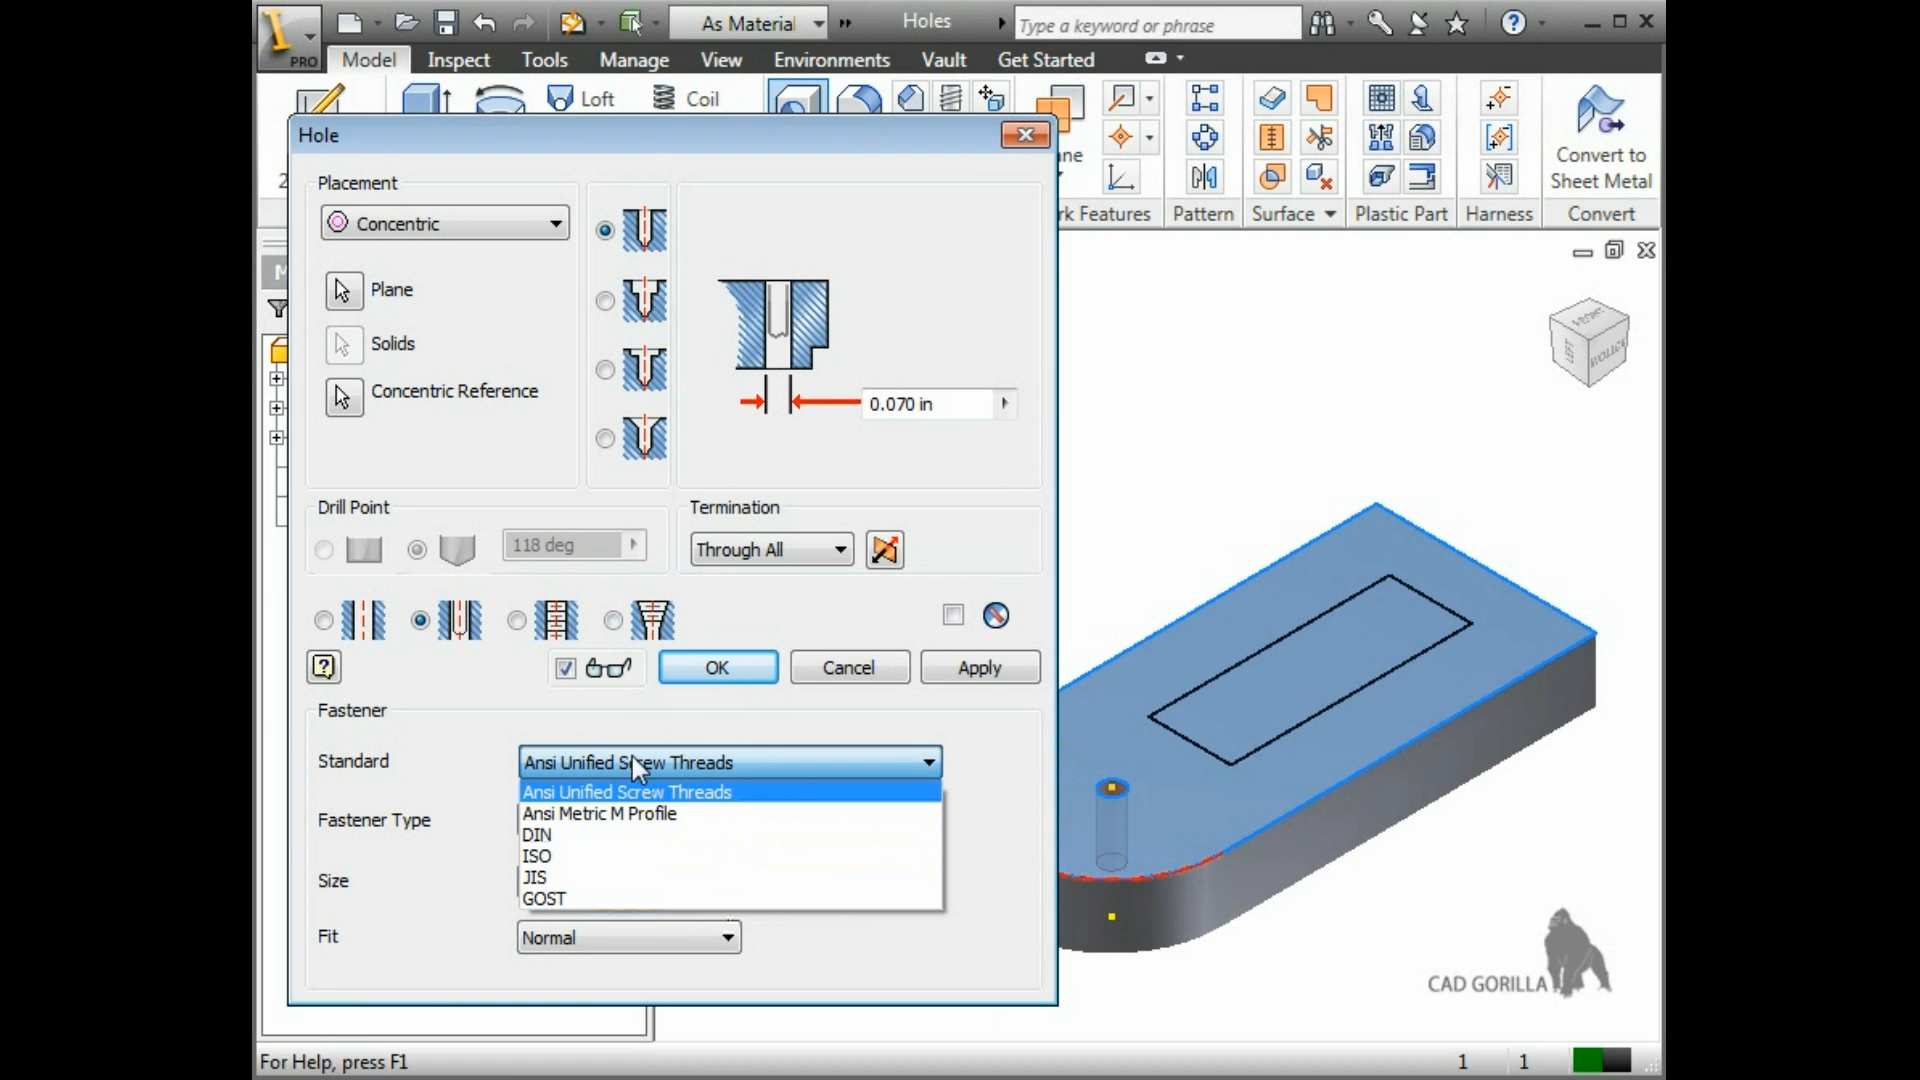 As Material
Holes
Type a keyword or phrase
PRO
Model
Inspect
Tools
Manage
View
Environments
Vault
Get Started
Loft
Coil
Convert to
Sheet Metal
rk Features
Pattern
Surface
Plastic Part
Harness
Convert
Hole
Placement
Concentric
Plane
Solids
Concentric Reference
0.070 in
Drill Point
118 deg
Termination
Through All
OK
Cancel
Apply
Fastener
Standard
Ansi Unified Screw Threads
Ansi Unified Screw Threads
Ansi Metric M Profile
DIN
ISO
JIS
GOST
Fastener Type
Size
Fit
Normal
CAD GORILLA
For Help, press F1
1
1